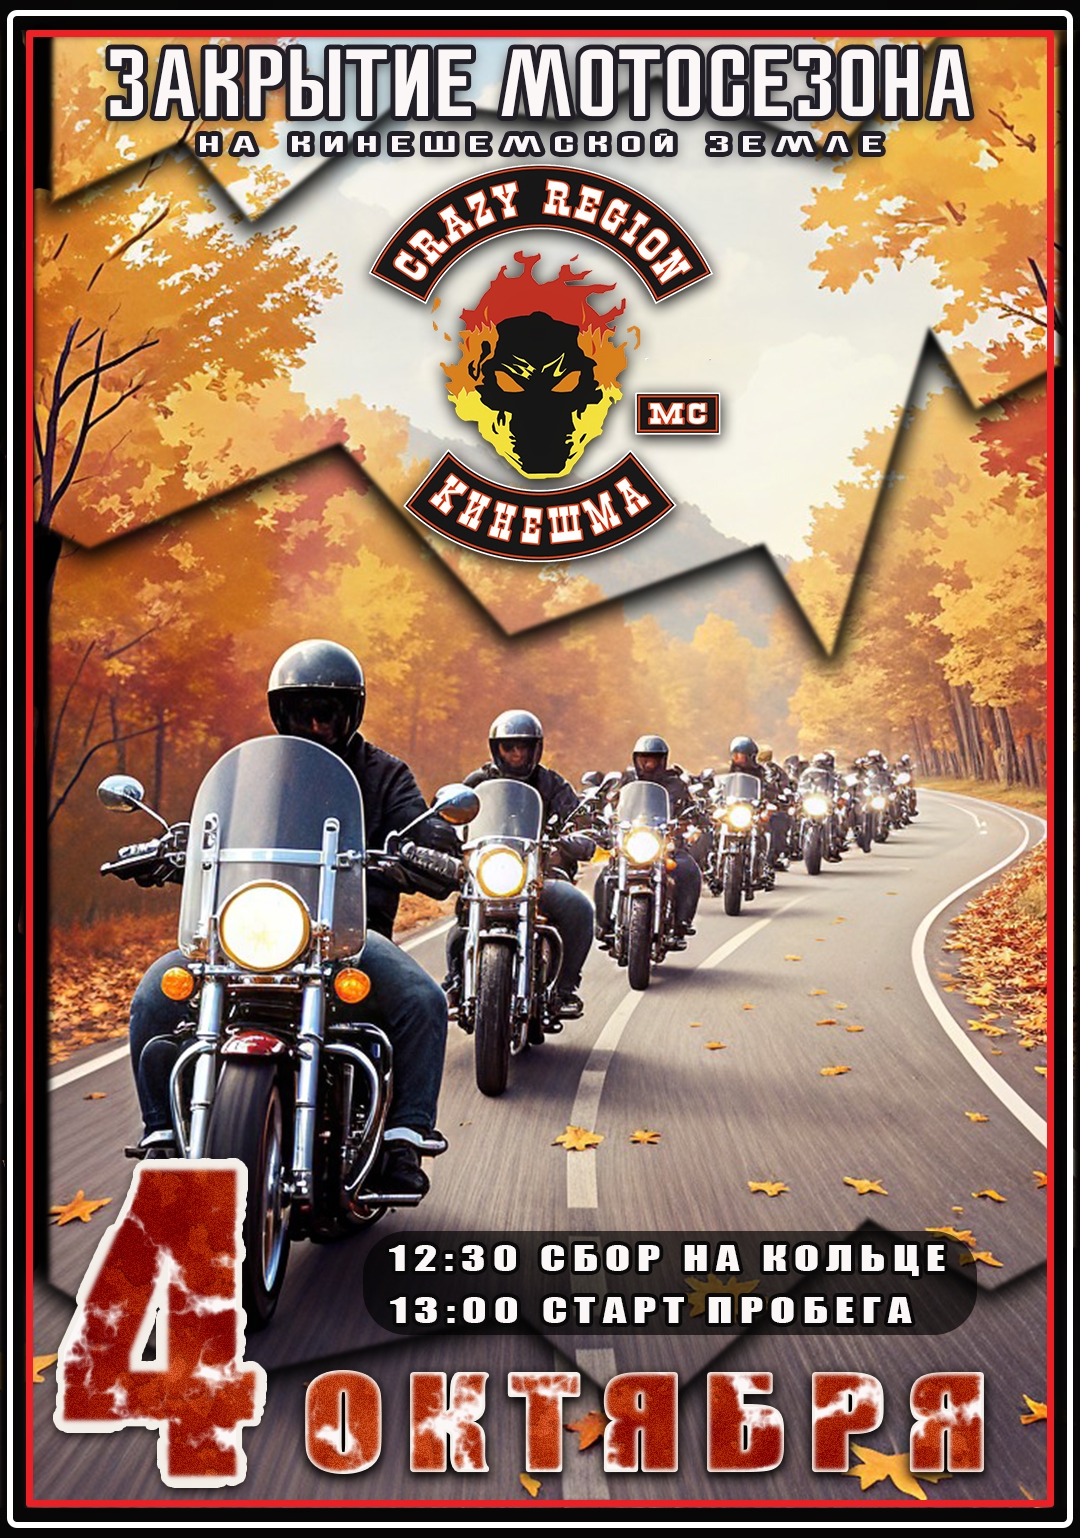 ЗАКРЫТИЕ МОТОСЕЗОНА
НА КИНЕШЕМСКОЙ ЗЕМЛЕ
CRAZY REGION
MC
КИНЕШМА
12:30 СБОР НА КОЛЬЦЕ
13:00 СТАРТ ПРОБЕГА
4 ОКТЯБРЯ